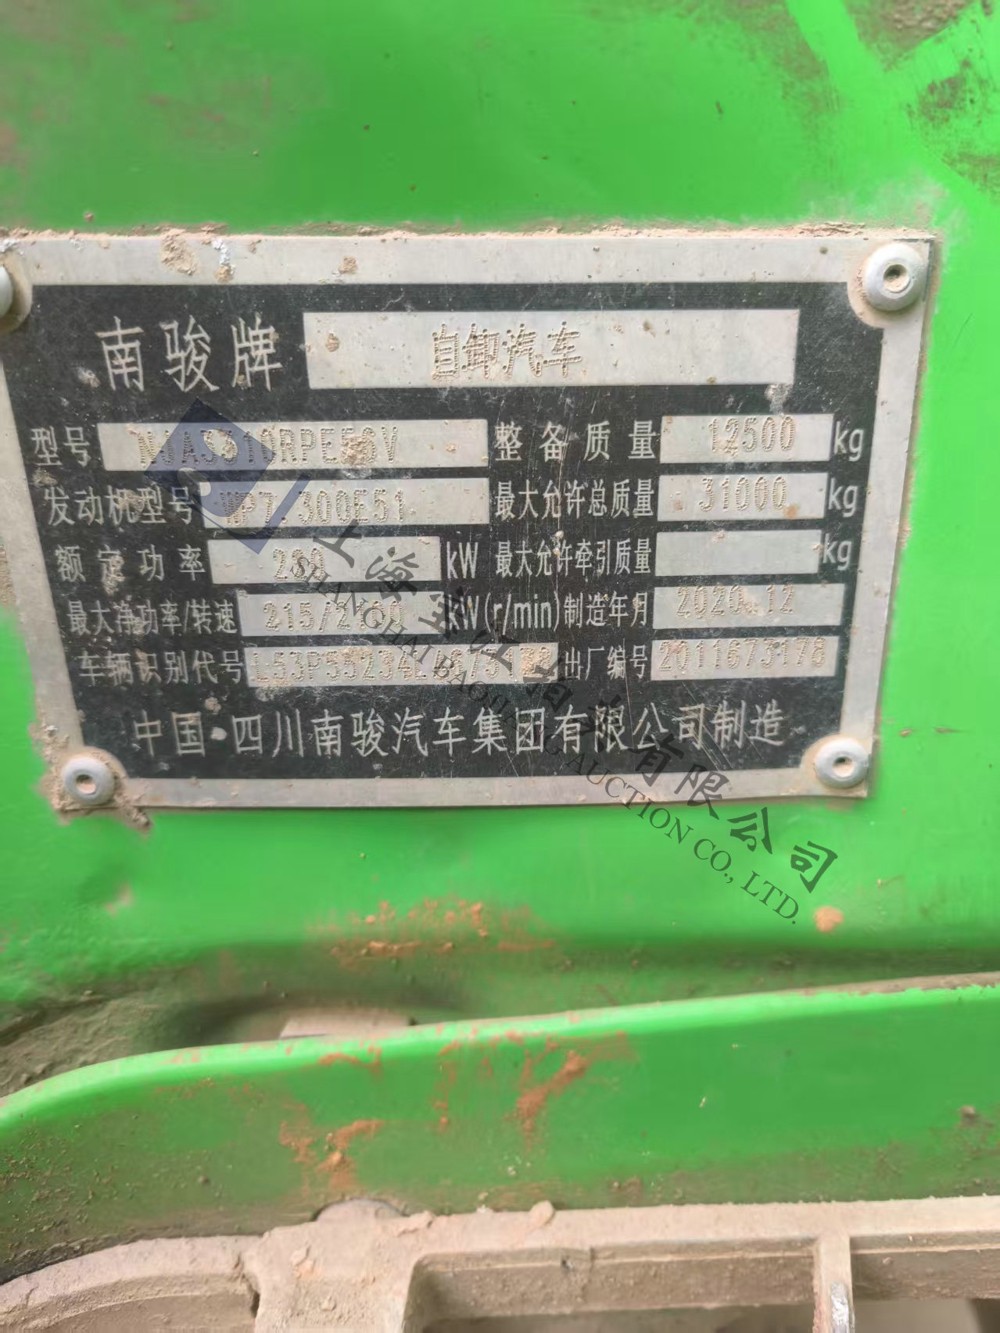 南骏牌 自卸汽车
型号 整备质量 12500 kg
发动机型号 WP7.300E51 最大允许总质量 31000 kg
额定功率 kW 最大允许牵引质量 kg
最大净功率/转速 215/2100 kW(r/min) 制造年月 2020.12
车辆识别代号 出厂编号 2011673178
中国·四川南骏汽车集团有限公司制造
SHANGHAI AUCTION CO., LTD.